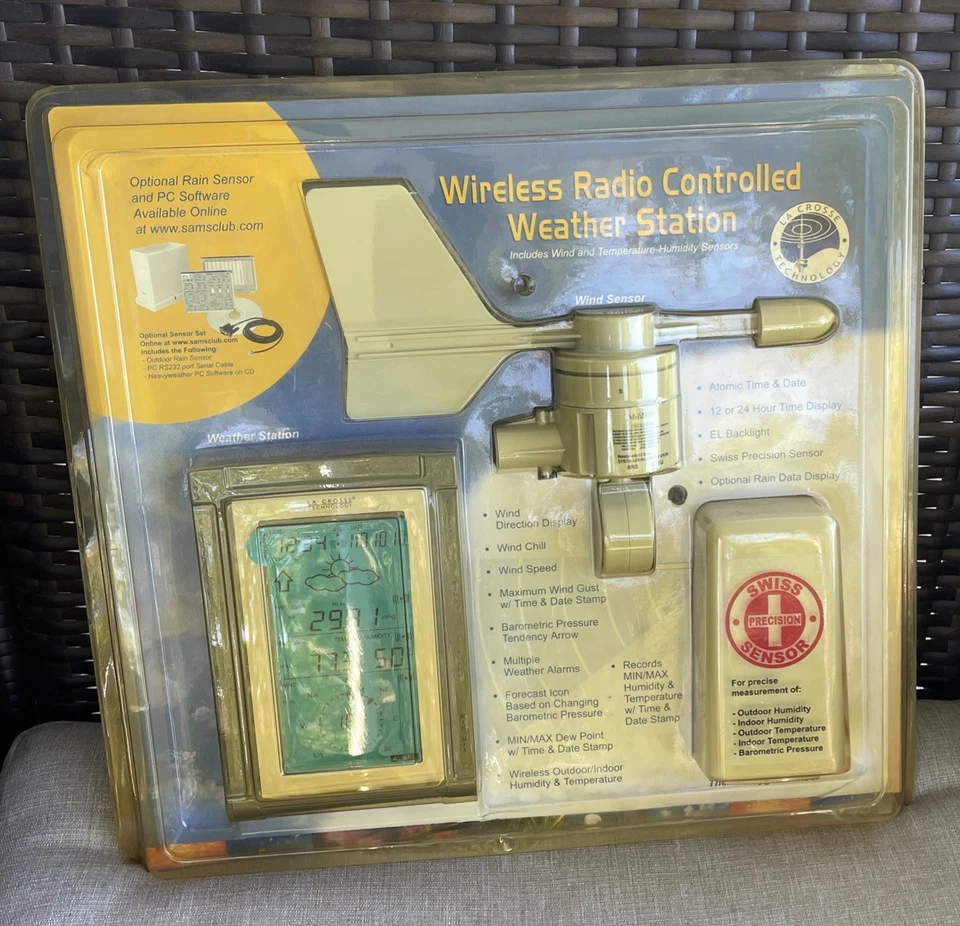 Optional Rain Sensor
and PC Software
Available Online
at www.samsclub.com
Optional Sensor Set
Online at www.samsclub.com
Includes the Following:
- Outdoor Rain Sensor
- PC RS232 port Serial Cable
- Heavyweather PC Software on CD
Wireless Radio Controlled
Weather Station
Includes Wind and Temperature-Humidity Sensors
LA CROSSE
TECHNOLOGY
Wind Sensor
• Atomic Time & Date
• 12 or 24 Hour Time Display
• EL Backlight
• Swiss Precision Sensor
• Optional Rain Data Display
Weather Station
LA CROSSE
TECHNOLOGY
29.91
NW
• Wind
Direction Display
• Wind Chill
• Wind Speed
• Maximum Wind Gust
w/ Time & Date Stamp
• Barometric Pressure
Tendency Arrow
• Multiple
Weather Alarms
• Forecast Icon
Based on Changing
Barometric Pressure
• MIN/MAX Dew Point
w/ Time & Date Stamp
• Wireless Outdoor/Indoor
Humidity & Temperature
• Records
MIN/MAX
Humidity &
Temperature
w/ Time &
Date Stamp
SWISS
PRECISION
SENSOR
For precise
measurement of:
- Outdoor Humidity
- Indoor Humidity
- Outdoor Temperature
- Indoor Temperature
- Barometric Pressure